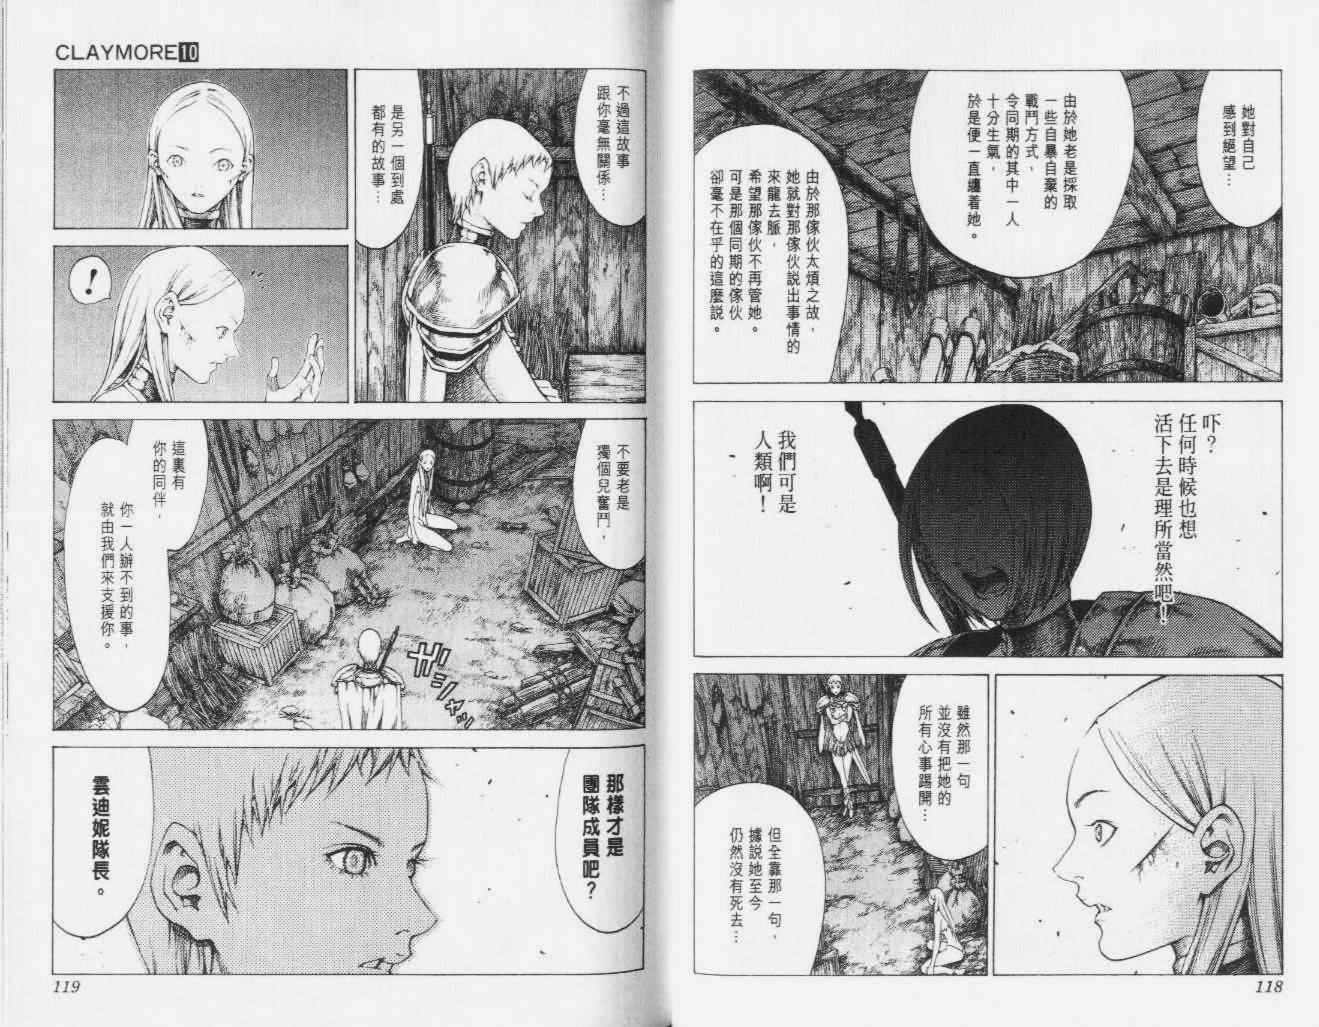 CLAYMORE10
她對自己
感到絕望…
由於她老是採取
一些自暴自棄的
戰鬥方式，
令同期的其中一人
十分生氣，
於是便一直纏着她。
由於那傢伙太煩之故，
她就對那傢伙説出事情的
來龍去脈，
希望那傢伙不再管她。
可是那個同期的傢伙
卻毫不在乎的這麼說。
吓？
任何時候也想
活下去是理所當然吧！
我們可是
人類啊！
雖然那一句
並沒有把她的
所有心事踢開…
但全靠那一句，
據說她至今
仍然沒有死去…
118
不過這故事
跟你毫無關係…
是另一個到處
都有的故事…
！
不要老是
獨個兒奮鬥，
這裏有
你的同伴，
你一人辦不到的事，
就由我們來支援你。
ガシャッ
那樣才是
團隊成員吧？
雲迪妮隊長。
119